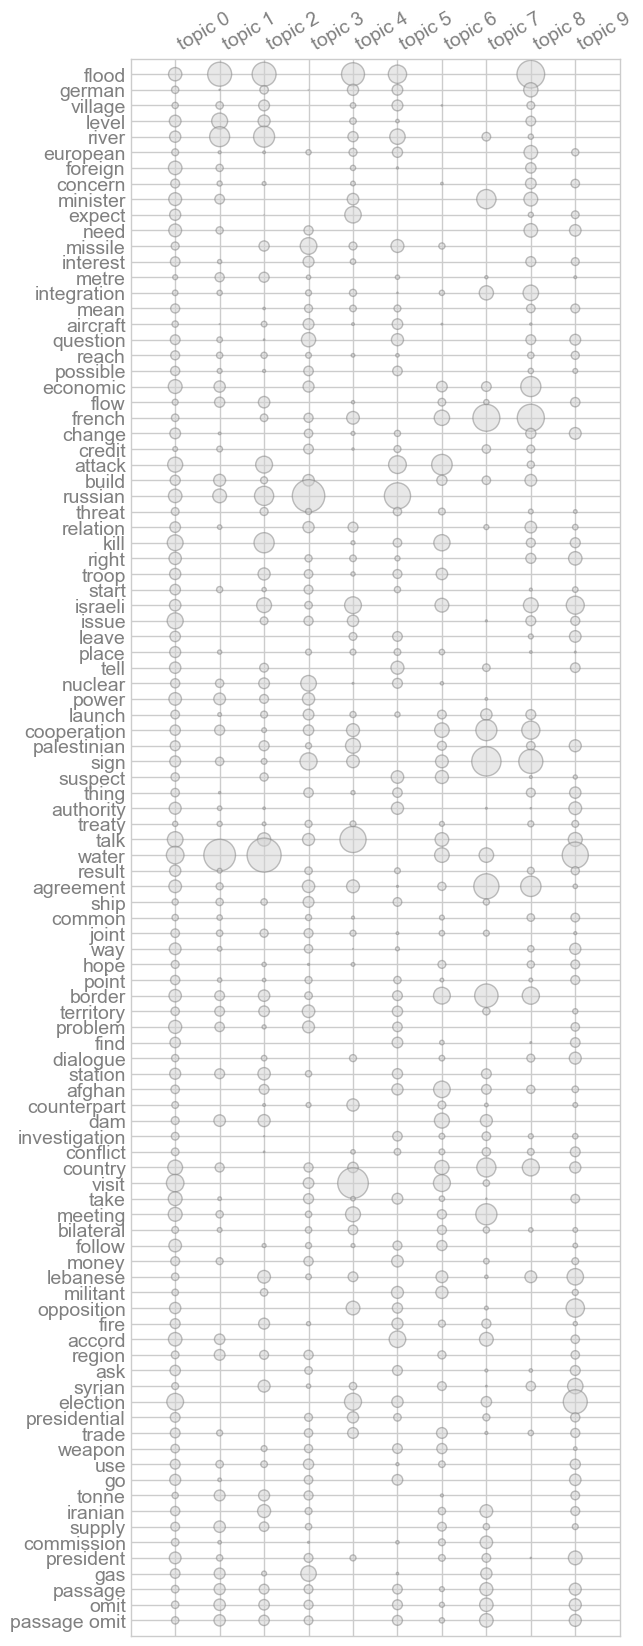 topic 0 topic 1 topic 2 topic 3 topic 4 topic 5 topic 6 topic 7 topic 8 topic 9
flood
german
village
level
river
european
foreign
concern
minister
expect
need
missile
interest
metre
integration
mean
aircraft
question
reach
possible
economic
flow
french
change
credit
attack
build
russian
threat
relation
kill
right
troop
start
israeli
issue
leave
place
tell
nuclear
power
launch
cooperation
palestinian
sign
suspect
thing
authority
treaty
talk
water
result
agreement
ship
common
joint
way
hope
point
border
territory
problem
find
dialogue
station
afghan
counterpart
dam
investigation
conflict
country
visit
take
meeting
bilateral
follow
money
lebanese
militant
opposition
fire
accord
region
ask
syrian
election
presidential
trade
weapon
use
go
tonne
iranian
supply
commission
president
gas
passage
omit
passage omit